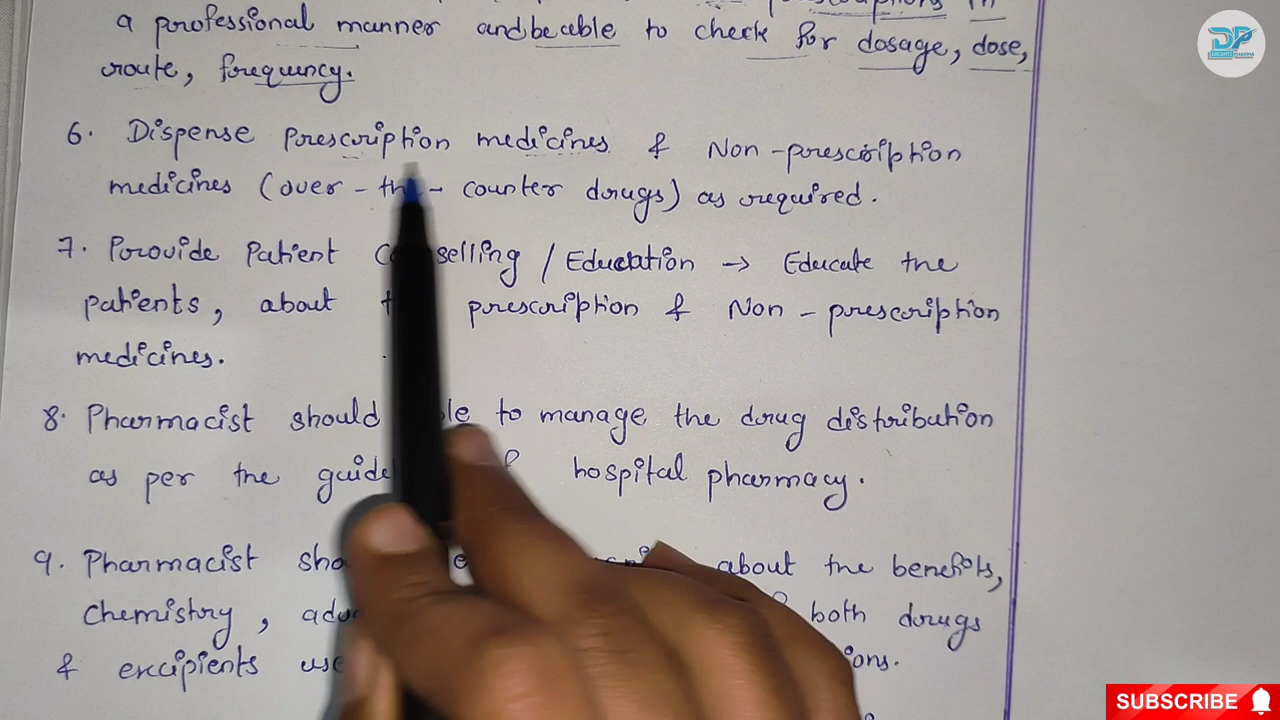 a professional manner and be able to check for dosage, dose,
route, frequency.
6. Dispense prescription medicines & Non-prescription
medicines (over-the- counter drugs) as required.
7. Provide Patient selling / Education → Educate the
patients, about prescription & Non-prescription
medicines.
8. Pharmacist should to manage the drug distribution
as per the hospital pharmacy.
9. Pharmacist about the benefits,
chemistry, both drugs
& excipients
DP
SUBSCRIBE